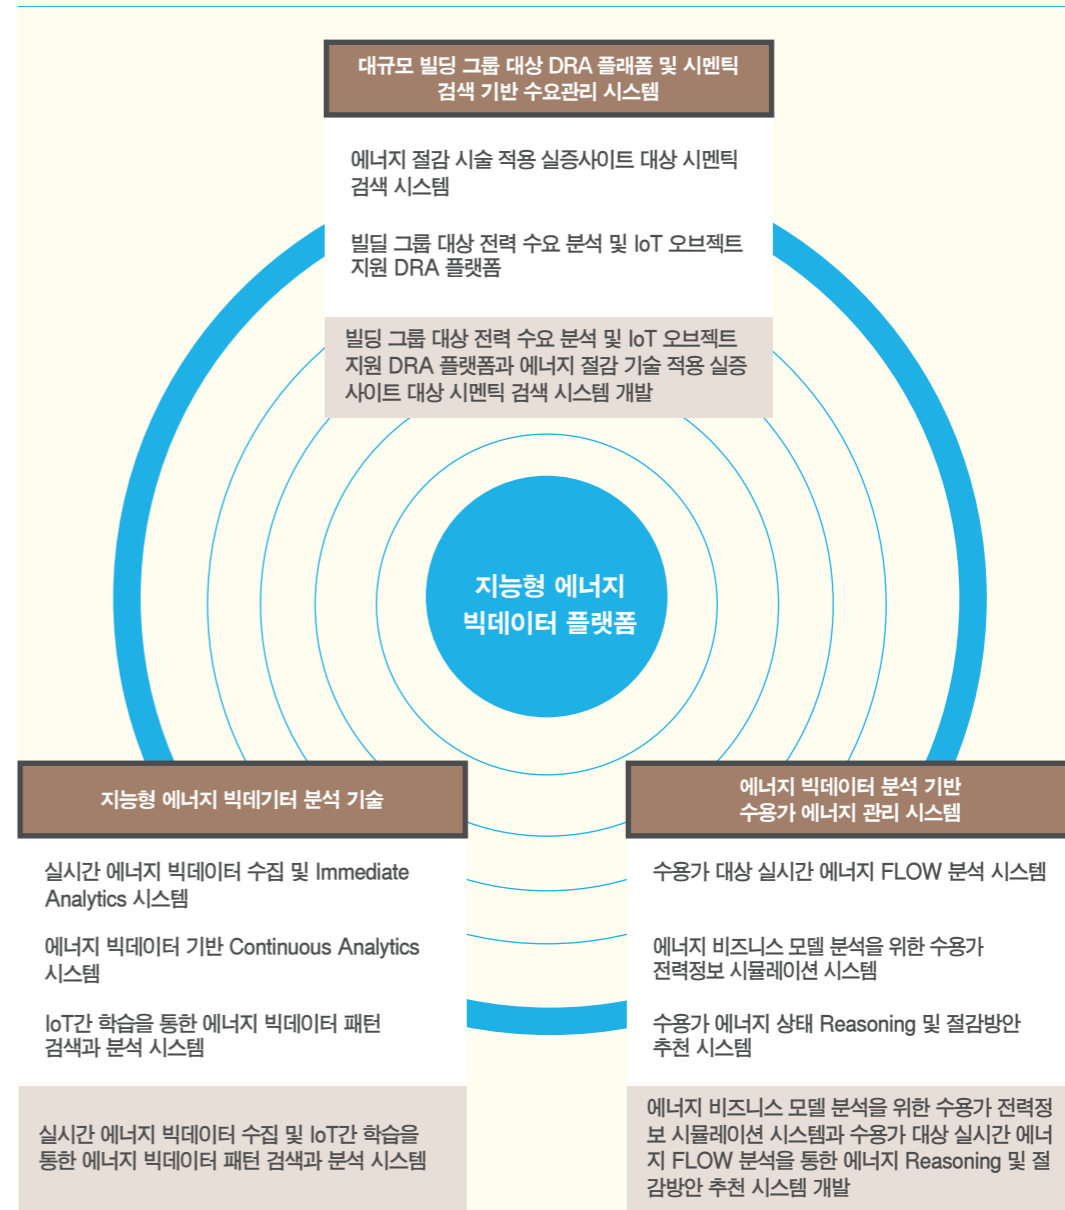 대규모 빌딩 그룹 대상 DRA 플래폼 및 시멘틱
검색 기반 수요관리 시스템
에너지 절감 시술 적용 실증사이트 대상 시멘틱
검색 시스템
빌딜 그룹 대상 전력 수요 분석 및 IoT 오브젝트
지원 DRA 플랫폼
빌딩 그룹 대상 전력 수요 분석 및 IoT 오브젝트
지원 DRA 플랫폼과 에너지 절감 기술 적용 실증
사이트 대상 시멘틱 검색 시스템 개발
지능형 에너지
빅데이터 플랫폼
지능형 에너지 빅데기터 분석 기술
실시간 에너지 빅데이터 수집 및 Immediate
Analytics 시스템
에너지 빅데이터 기반 Continuous Analytics
시스템
IoT간 학습을 통한 에너지 빅데이터 패턴
검색과 분석 시스템
실시간 에너지 빅데이터 수집 및 IoT간 학습을
통한 에너지 빅데이터 패턴 검색과 분석 시스템
에너지 빅데이터 분석 기반
수용가 에너지 관리 시스템
수용가 대상 실시간 에너지 FLOW 분석 시스템
에너지 비즈니스 모델 분석을 위한 수용가
전력정보 시뮬레이션 시스템
수용가 에너지 상태 Reasoning 및 절감방안
추천 시스템
에너지 비즈니스 모델 분석을 위한 수용가 전력정
보 시뮬레이션 시스템과 수용가 대상 실시간 에너
지 FLOW 분석을 통한 에너지 Reasoning 및 절
감방안 추천 시스템 개발